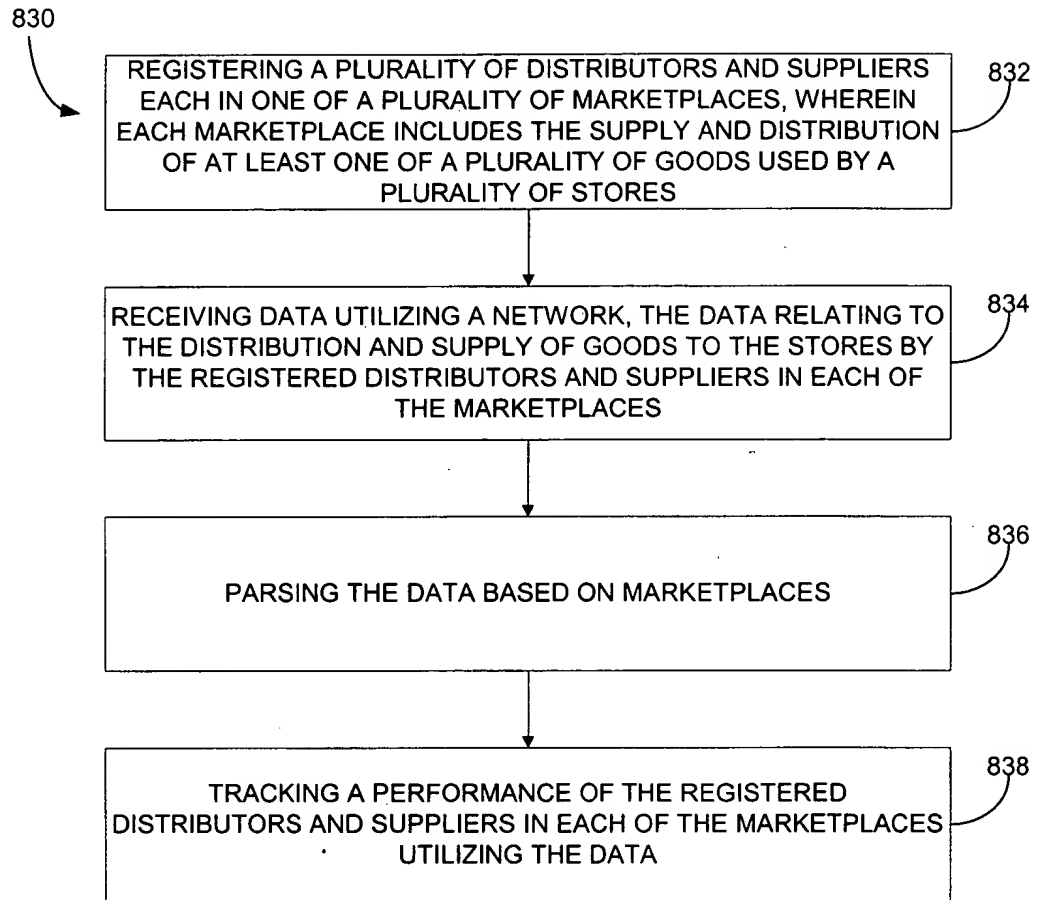 830
REGISTERING A PLURALITY OF DISTRIBUTORS AND SUPPLIERS
EACH IN ONE OF A PLURALITY OF MARKETPLACES, WHEREIN
EACH MARKETPLACE INCLUDES THE SUPPLY AND DISTRIBUTION
OF AT LEAST ONE OF A PLURALITY OF GOODS USED BY A
PLURALITY OF STORES
832
RECEIVING DATA UTILIZING A NETWORK, THE DATA RELATING TO
THE DISTRIBUTION AND SUPPLY OF GOODS TO THE STORES BY
THE REGISTERED DISTRIBUTORS AND SUPPLIERS IN EACH OF
THE MARKETPLACES
834
PARSING THE DATA BASED ON MARKETPLACES
836
TRACKING A PERFORMANCE OF THE REGISTERED
DISTRIBUTORS AND SUPPLIERS IN EACH OF THE MARKETPLACES
UTILIZING THE DATA
838